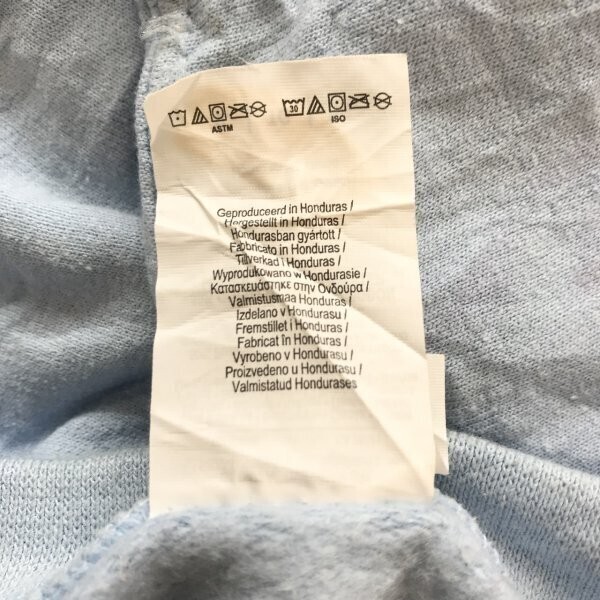 30
ASTM ISO
Geproduceerd in Honduras /
Hergestellt in Honduras /
Hondurasban gyártott /
Fabbricato in Honduras /
Tillverkad i Honduras /
Wyprodukowano w Hondurasie /
Κατασκευάστηκε στην Ονδούρα /
Valmistusmaa Honduras /
Izdelano v Hondurasu /
Fremstillet i Honduras /
Fabricat în Honduras /
Vyrobeno v Hondurasu /
Proizvedeno u Hondurasu /
Valmistatud Hondurases